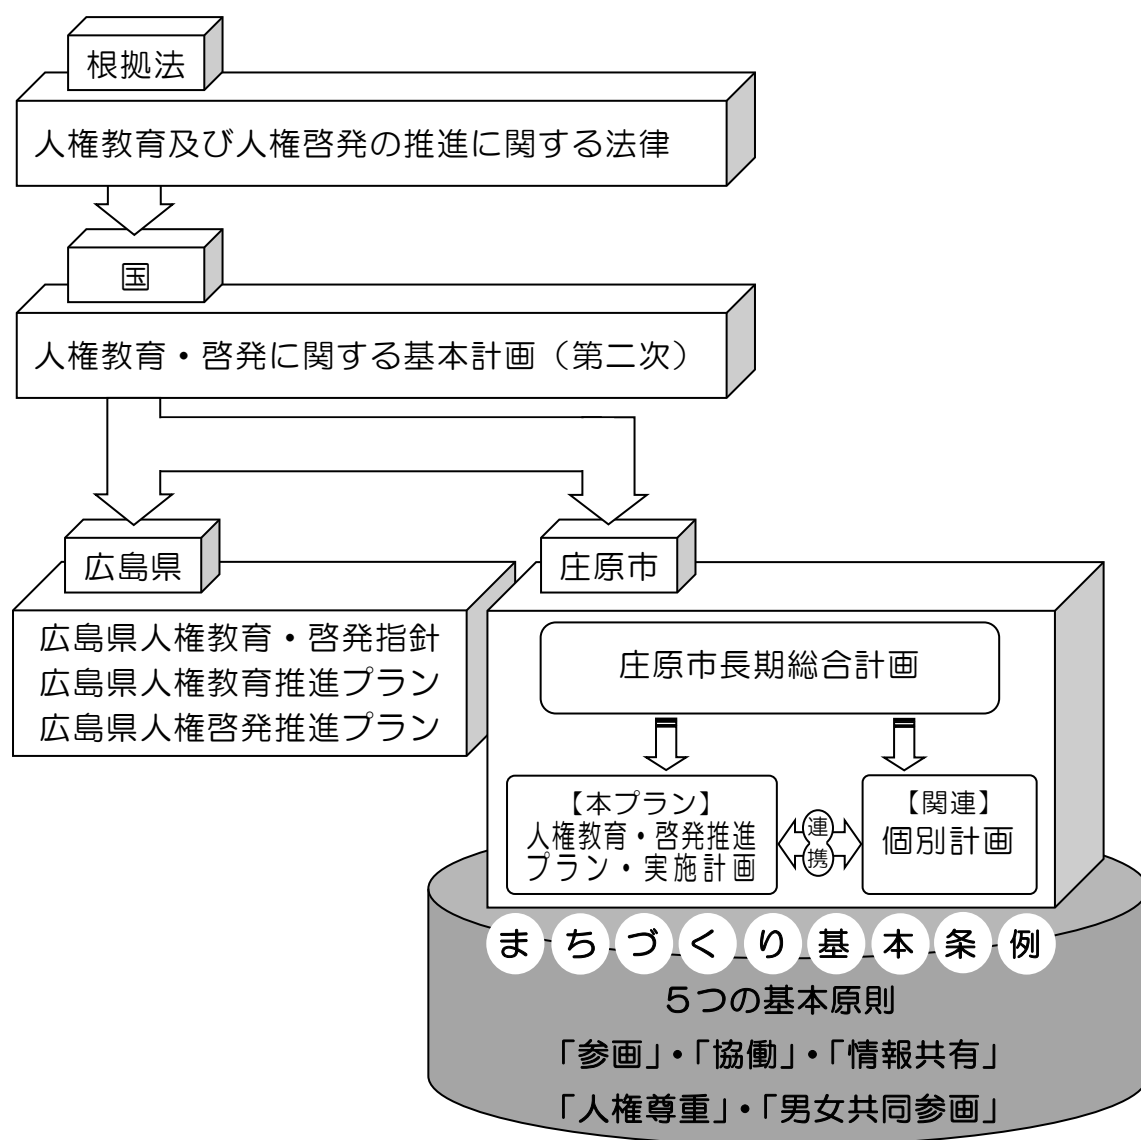 根拠法
人権教育及び人権啓発の推進に関する法律
国
人権教育・啓発に関する基本計画（第二次）
広島県
広島県人権教育・啓発指針
広島県人権教育推進プラン
広島県人権啓発推進プラン
庄原市
庄原市長期総合計画
【本プラン】
人権教育・啓発推進
プラン・実施計画
連
携
【関連】
個別計画
まちづくり基本条例
５つの基本原則
「参画」・「協働」・「情報共有」
「人権尊重」・「男女共同参画」